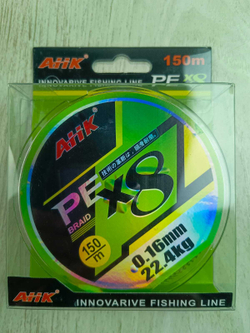 AiiK
150m
INNOVARIVE FISHING LINE
PE X8
AiiK
PE
BRAID
X8
150
m
0.16mm
22.4kg
AiiK
INNOVARIVE FISHING LINE